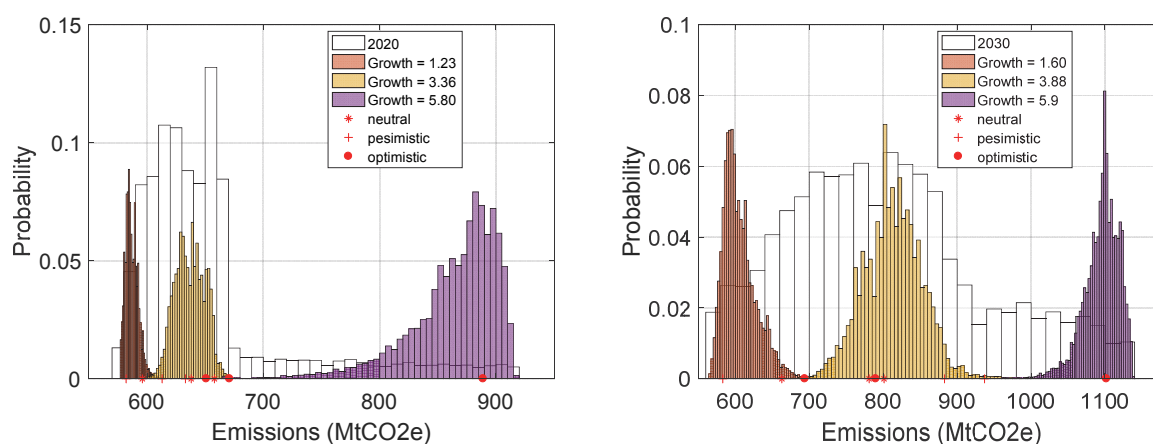 0.15
0.1
0.05
0
Probability
600
700
800
900
Emissions (MtCO2e)
2020
Growth = 1.23
Growth = 3.36
Growth = 5.80
neutral
pesimistic
optimistic
0.1
0.08
0.06
0.04
0.02
0
Probability
600
700
800
900
1000
1100
Emissions (MtCO2e)
2030
Growth = 1.60
Growth = 3.88
Growth = 5.9
neutral
pesimistic
optimistic